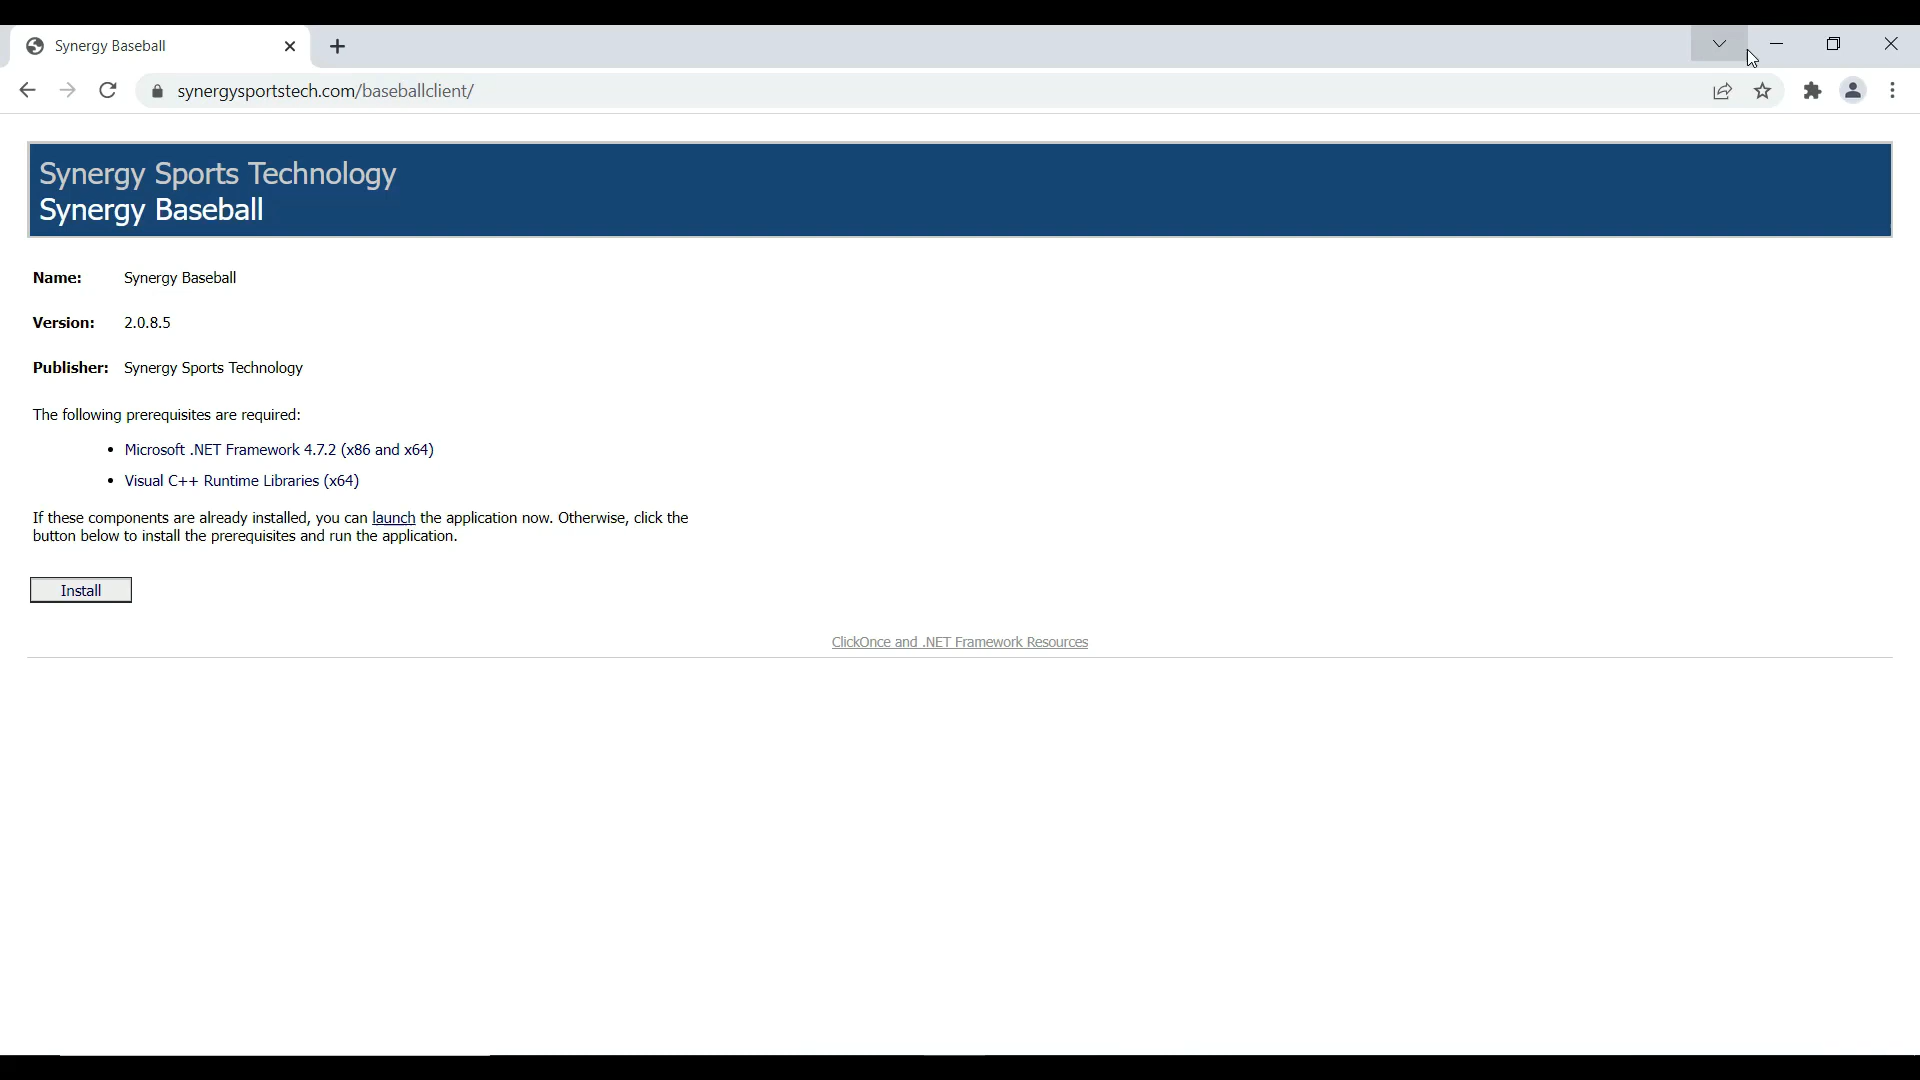 Synergy Baseball
synergysportstech.com/baseballclient/
Synergy Sports Technology
Synergy Baseball
Name: Synergy Baseball
Version: 2.0.8.5
Publisher: Synergy Sports Technology
The following prerequisites are required:
• Microsoft .NET Framework 4.7.2 (x86 and x64)
• Visual C++ Runtime Libraries (x64)
If these components are already installed, you can launch the application now. Otherwise, click the
button below to install the prerequisites and run the application.
Install
ClickOnce and .NET Framework Resources